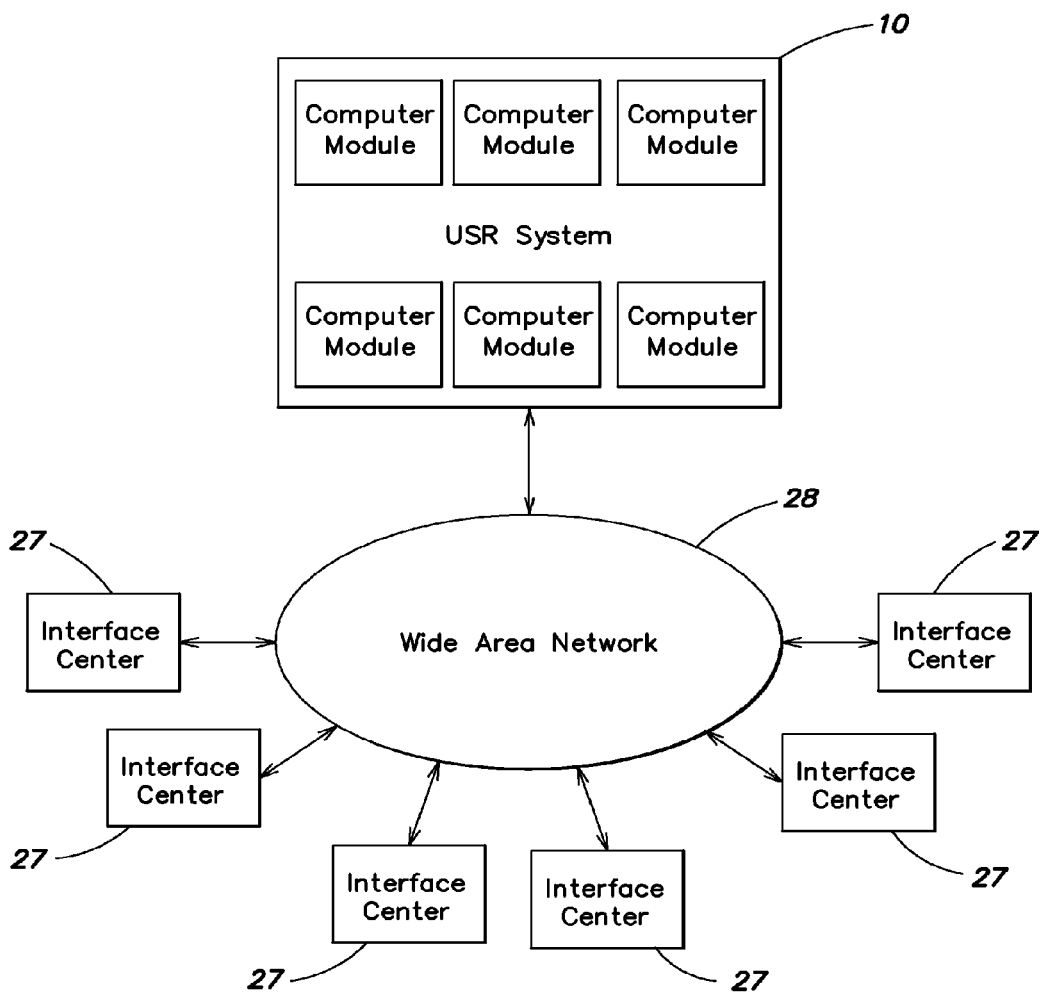 10
Computer Module
Computer Module
Computer Module
USR System
Computer Module
Computer Module
Computer Module
28
27
27
Interface Center
Wide Area Network
Interface Center
Interface Center
Interface Center
27
Interface Center
Interface Center
27
27
27